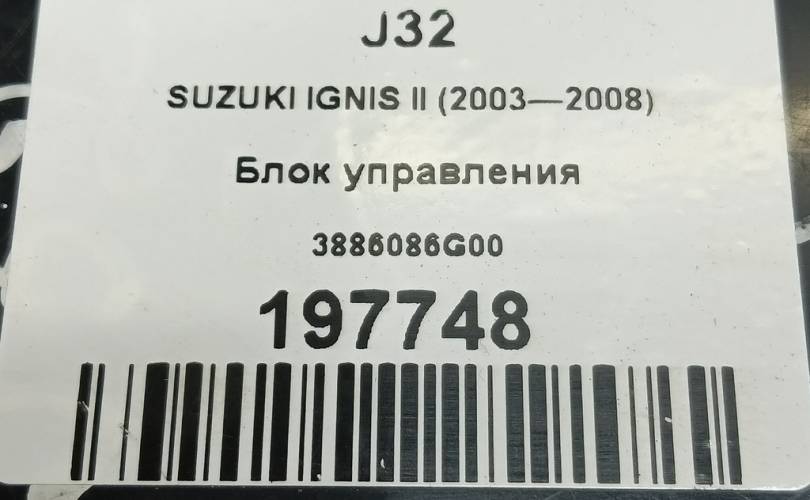 J32
SUZUKI IGNIS II (2003—2008)
Блок управления
3886086G00
197748